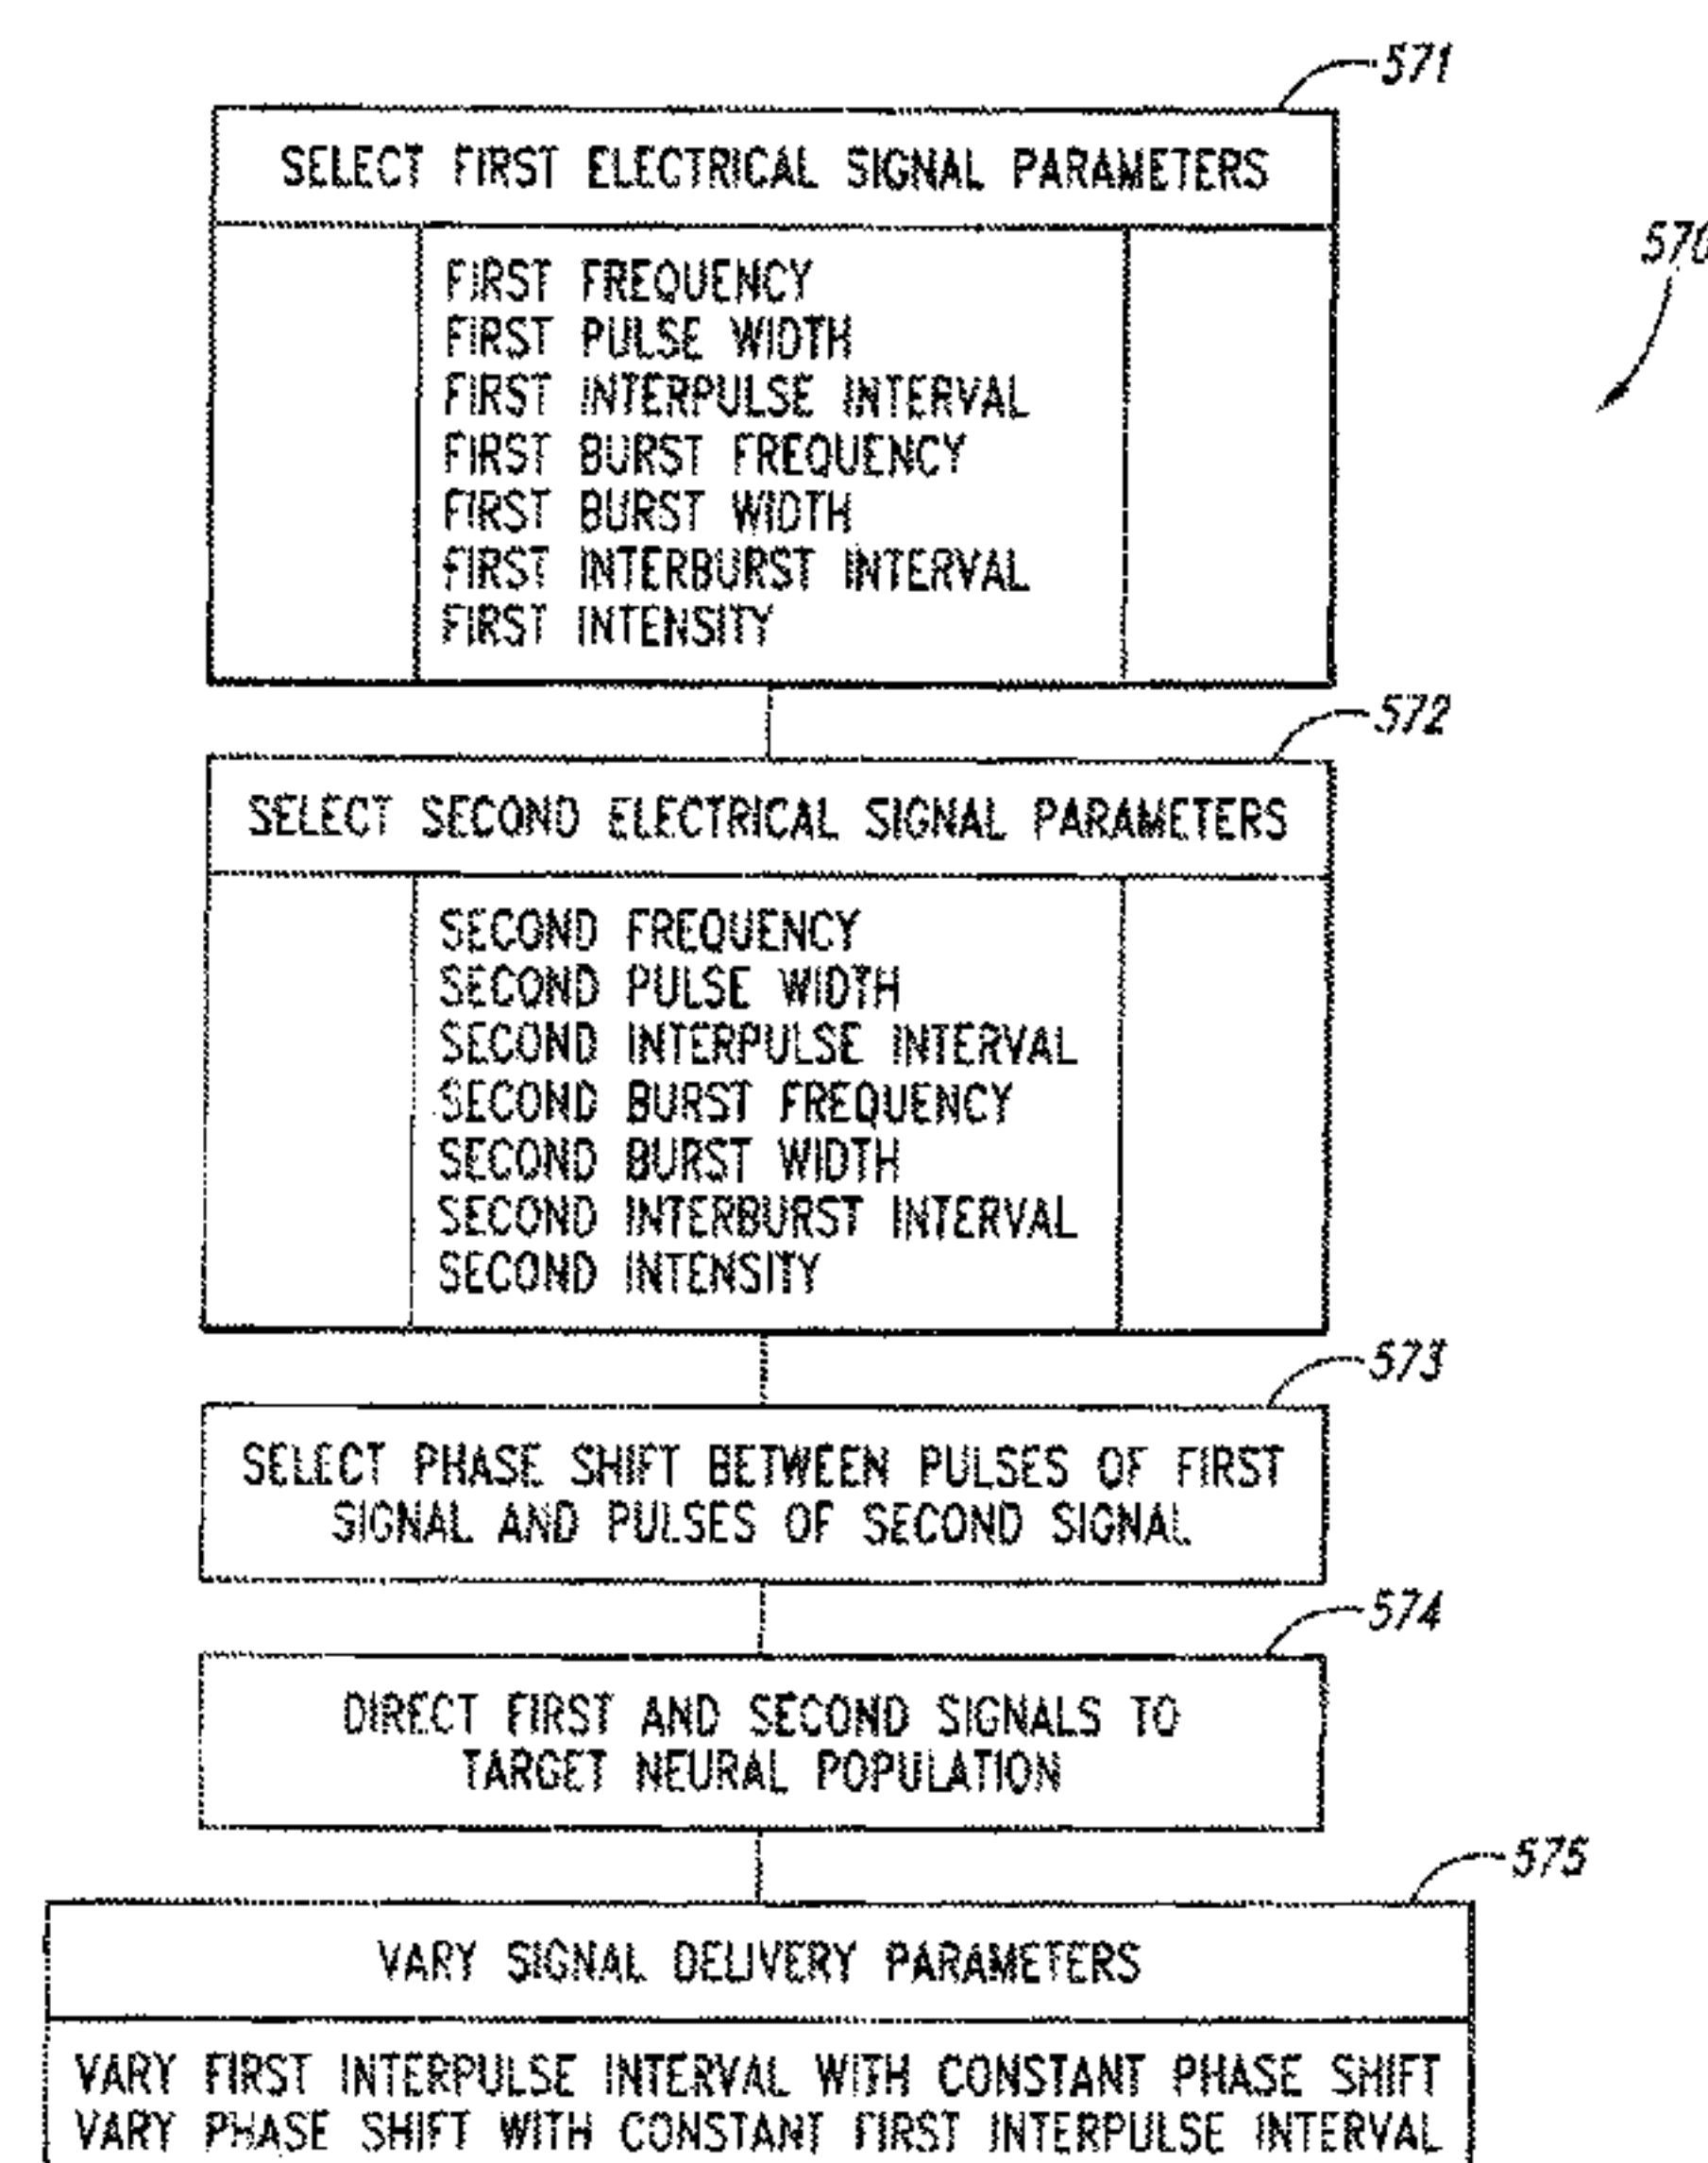 571
SELECT FIRST ELECTRICAL SIGNAL PARAMETERS
570
FIRST FREQUENCY
FIRST PULSE WIDTH
FIRST INTERPULSE INTERVAL
FIRST BURST FREQUENCY
FIRST BURST WIDTH
FIRST INTERBURST INTERVAL
FIRST INTENSITY
572
SELECT SECOND ELECTRICAL SIGNAL PARAMETERS
SECOND FREQUENCY
SECOND PULSE WIDTH
SECOND INTERPULSE INTERVAL
SECOND BURST FREQUENCY
SECOND BURST WIDTH
SECOND INTERBURST INTERVAL
SECOND INTENSITY
573
SELECT PHASE SHIFT BETWEEN PULSES OF FIRST
SIGNAL AND PULSES OF SECOND SIGNAL
574
DIRECT FIRST AND SECOND SIGNALS TO
TARGET NEURAL POPULATION
575
VARY SIGNAL DELIVERY PARAMETERS
VARY FIRST INTERPULSE INTERVAL WITH CONSTANT PHASE SHIFT
VARY PHASE SHIFT WITH CONSTANT FIRST INTERPULSE INTERVAL